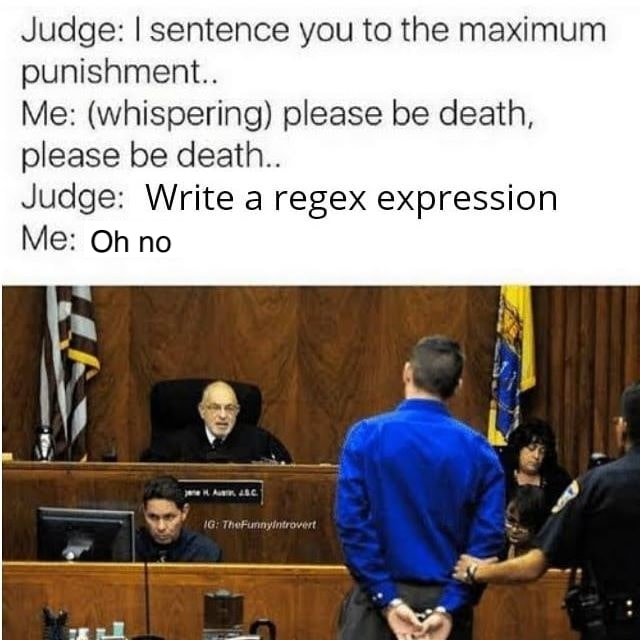 Judge: I sentence you to the maximum
punishment..
Me: (whispering) please be death,
please be death..
Judge: Write a regex expression
Me: Oh no
H. Austin, J.S.C.
IG: TheFunnyIntrovert